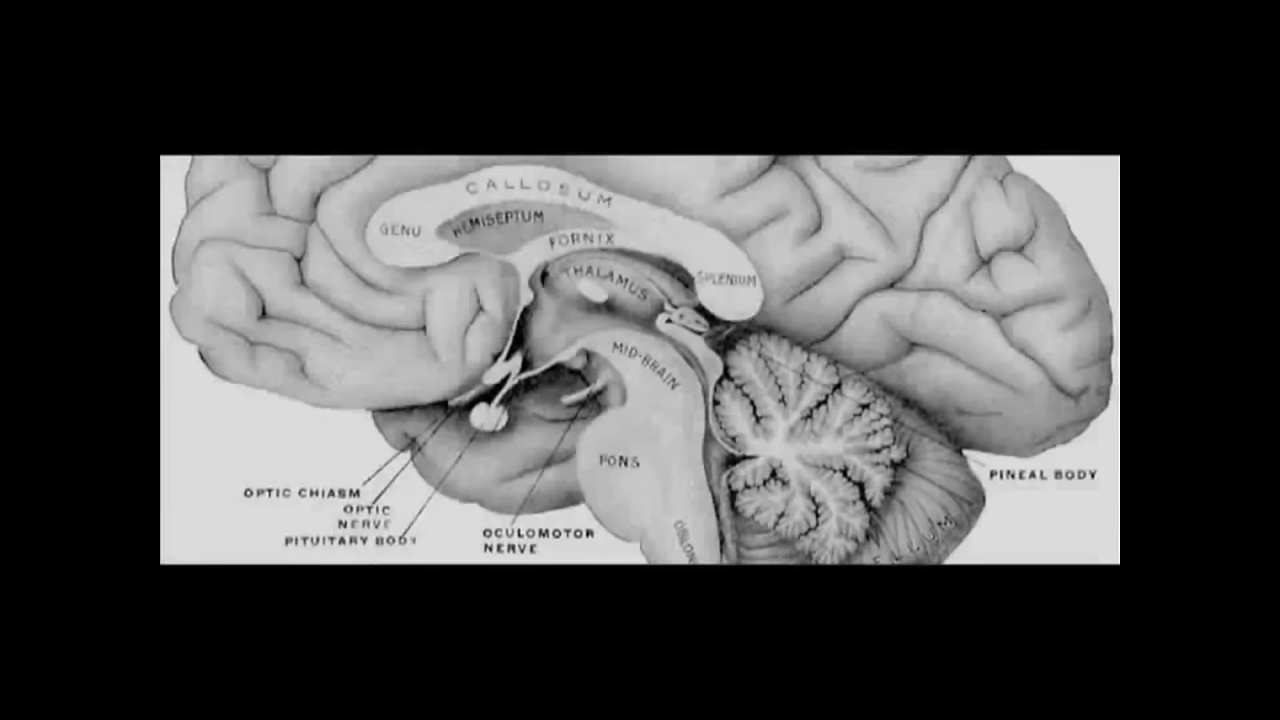 CALLOSUM
GENU
HEMISEPTUM
FORNIX
THALAMUS
SPLENIUM
MID-BRAIN
PONS
PINEAL BODY
OPTIC CHIASM
OPTIC
NERVE
PITUITARY BODY
OCULOMOTOR
NERVE